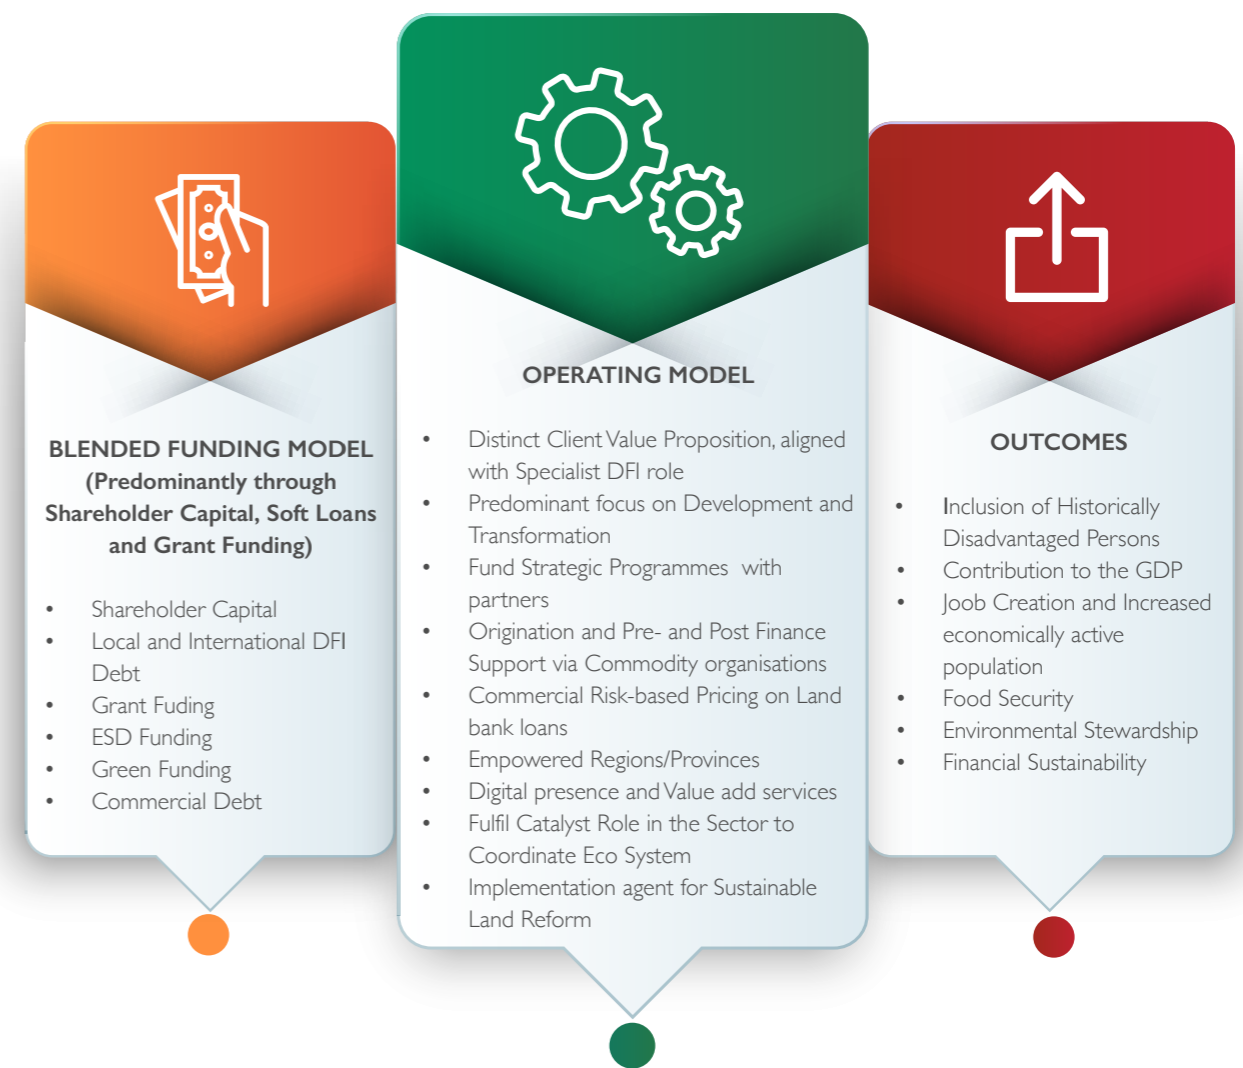 BLENDED FUNDING MODEL
(Predominantly through
Shareholder Capital, Soft Loans
and Grant Funding)
• Shareholder Capital
• Local and International DFI
Debt
• Grant Fuding
• ESD Funding
• Green Funding
• Commercial Debt
OPERATING MODEL
• Distinct Client Value Proposition, aligned
with Specialist DFI role
• Predominant focus on Development and
Transformation
• Fund Strategic Programmes with
partners
• Origination and Pre- and Post Finance
Support via Commodity organisations
• Commercial Risk-based Pricing on Land
bank loans
• Empowered Regions/Provinces
• Digital presence and Value add services
• Fulfil Catalyst Role in the Sector to
Coordinate Eco System
• Implementation agent for Sustainable
Land Reform
OUTCOMES
• Inclusion of Historically
Disadvantaged Persons
• Contribution to the GDP
• Joob Creation and Increased
economically active
population
• Food Security
• Environmental Stewardship
• Financial Sustainability